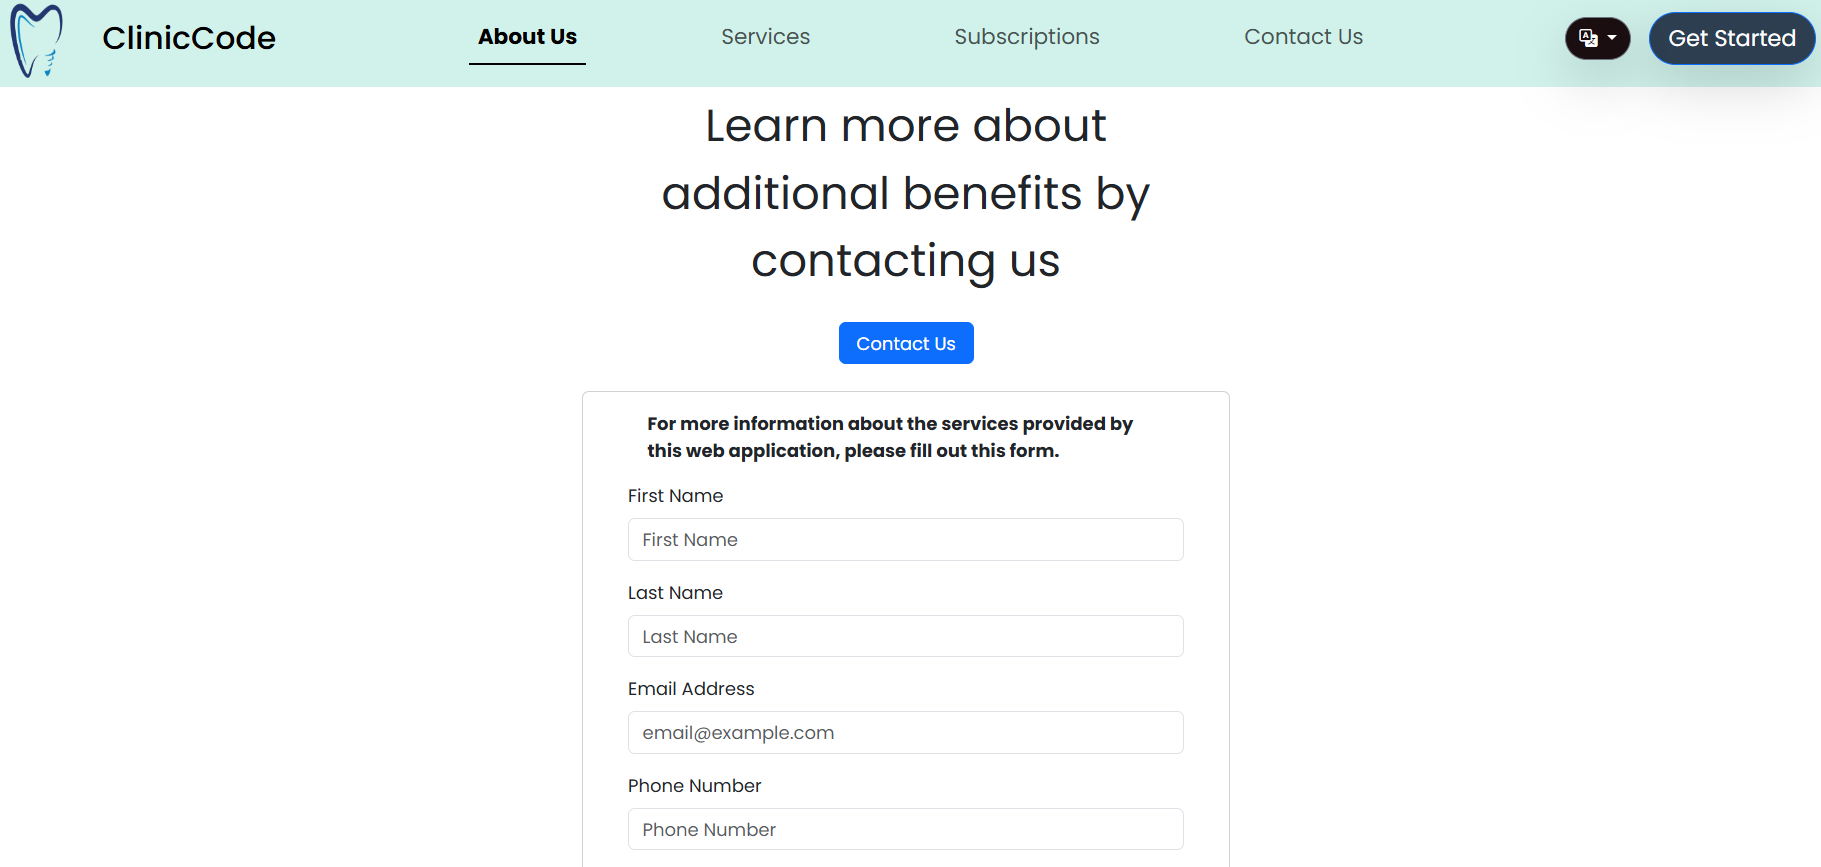 ClinicCode
About Us
Services
Subscriptions
Contact Us
Get Started
Learn more about
additional benefits by
contacting us
Contact Us
For more information about the services provided by
this web application, please fill out this form.
First Name
First Name
Last Name
Last Name
Email Address
email@example.com
Phone Number
Phone Number